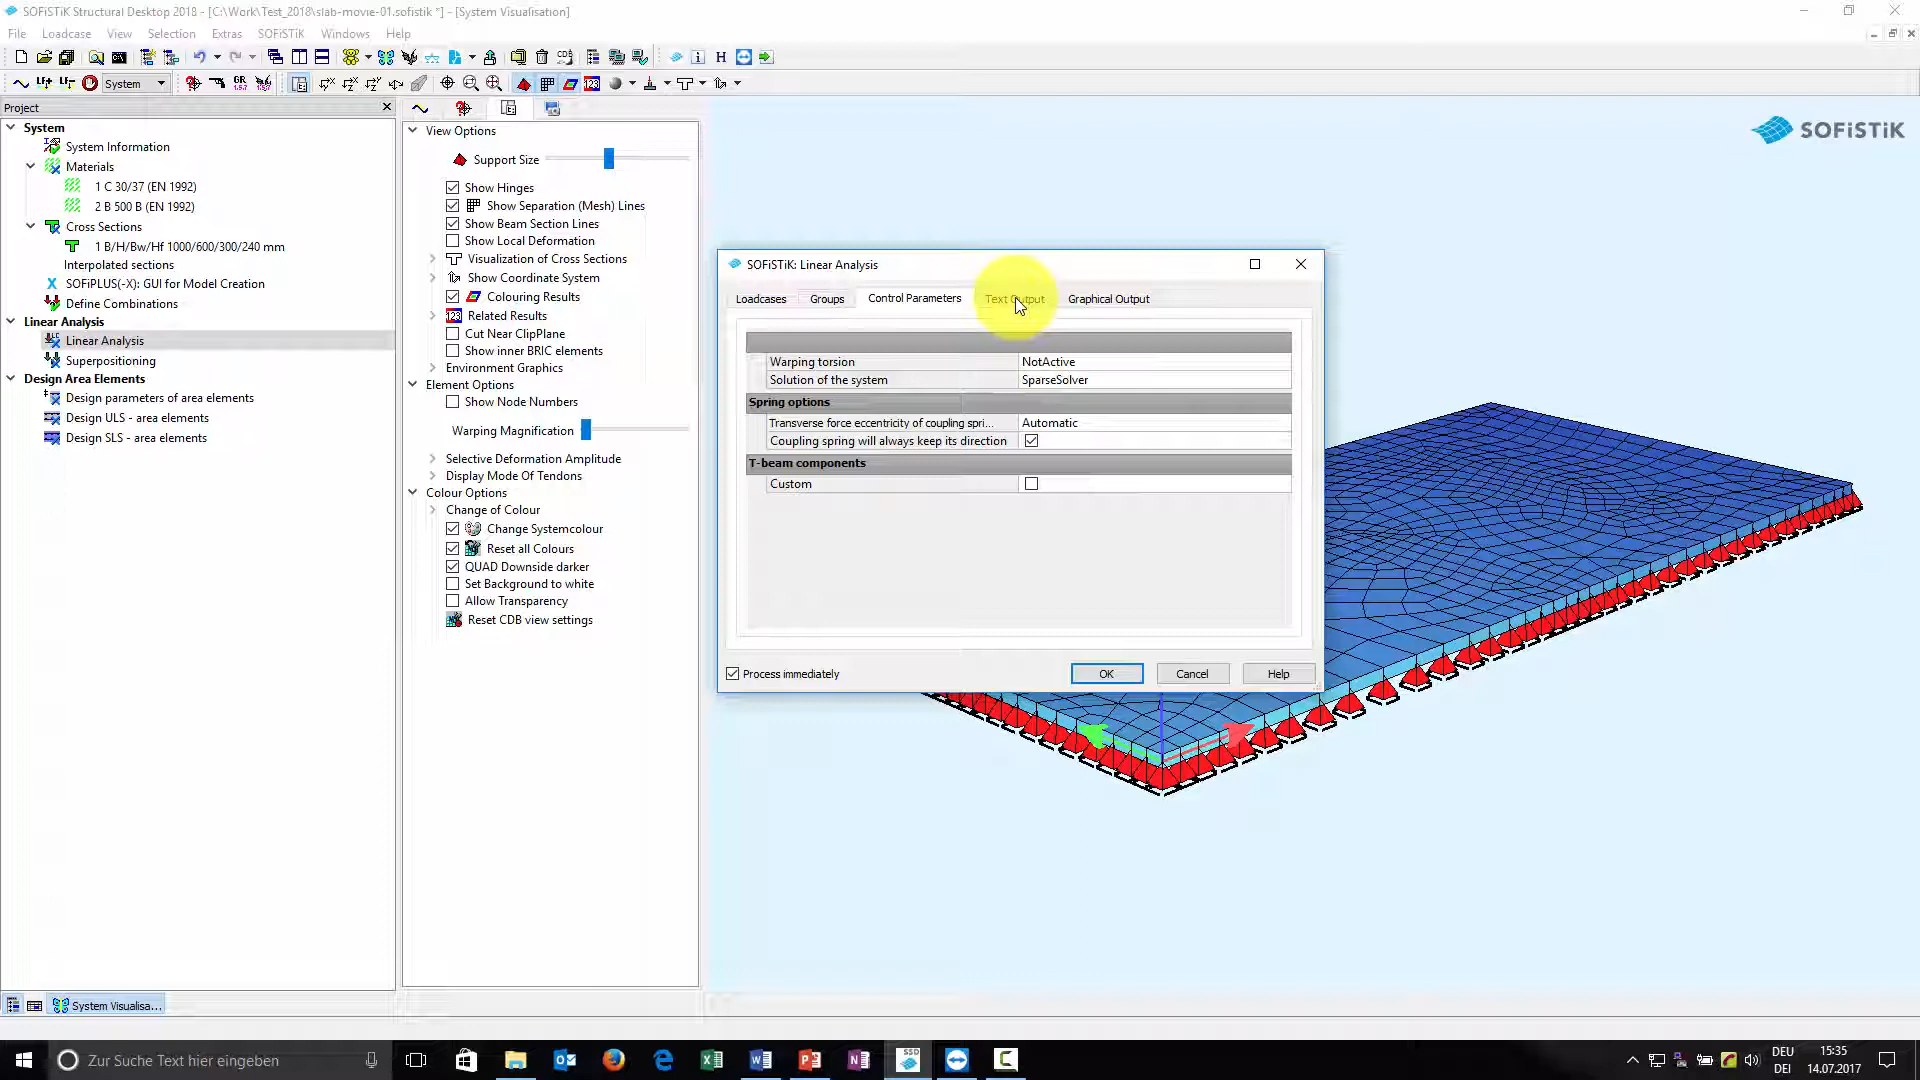 SOFiSTiK Structural Desktop 2018 - [C:\Work\Test_2018\slab-movie-01.sofistik *] - [System Visualisation]
File Loadcase View Selection Extras SOFiSTiK Windows Help
System
Project
System
System Information
Materials
1 C 30/37 (EN 1992)
2 B 500 B (EN 1992)
Cross Sections
1 B/H/Bw/Hf 1000/600/300/240 mm
Interpolated sections
SOFiPLUS(-X): GUI for Model Creation
Define Combinations
Linear Analysis
Linear Analysis
Superpositioning
Design Area Elements
Design parameters of area elements
Design ULS - area elements
Design SLS - area elements
View Options
Support Size
Show Hinges
Show Separation (Mesh) Lines
Show Beam Section Lines
Show Local Deformation
Visualization of Cross Sections
Show Coordinate System
Colouring Results
Related Results
Cut Near ClipPlane
Show inner BRIC elements
Environment Graphics
Element Options
Show Node Numbers
Warping Magnification
Selective Deformation Amplitude
Display Mode Of Tendons
Colour Options
Change of Colour
Change Systemcolour
Reset all Colours
QUAD Downside darker
Set Background to white
Allow Transparency
Reset CDB view settings
SOFiSTiK
SOFiSTiK: Linear Analysis
Loadcases Groups Control Parameters Text Output Graphical Output
Warping torsion NotActive
Solution of the system SparseSolver
Spring options
Transverse force eccentricity of coupling spri... Automatic
Coupling spring will always keep its direction
T-beam components
Custom
Process immediately OK Cancel Help
System Visualisa...
Zur Suche Text hier eingeben
DEU
DEI
15:35
14.07.2017